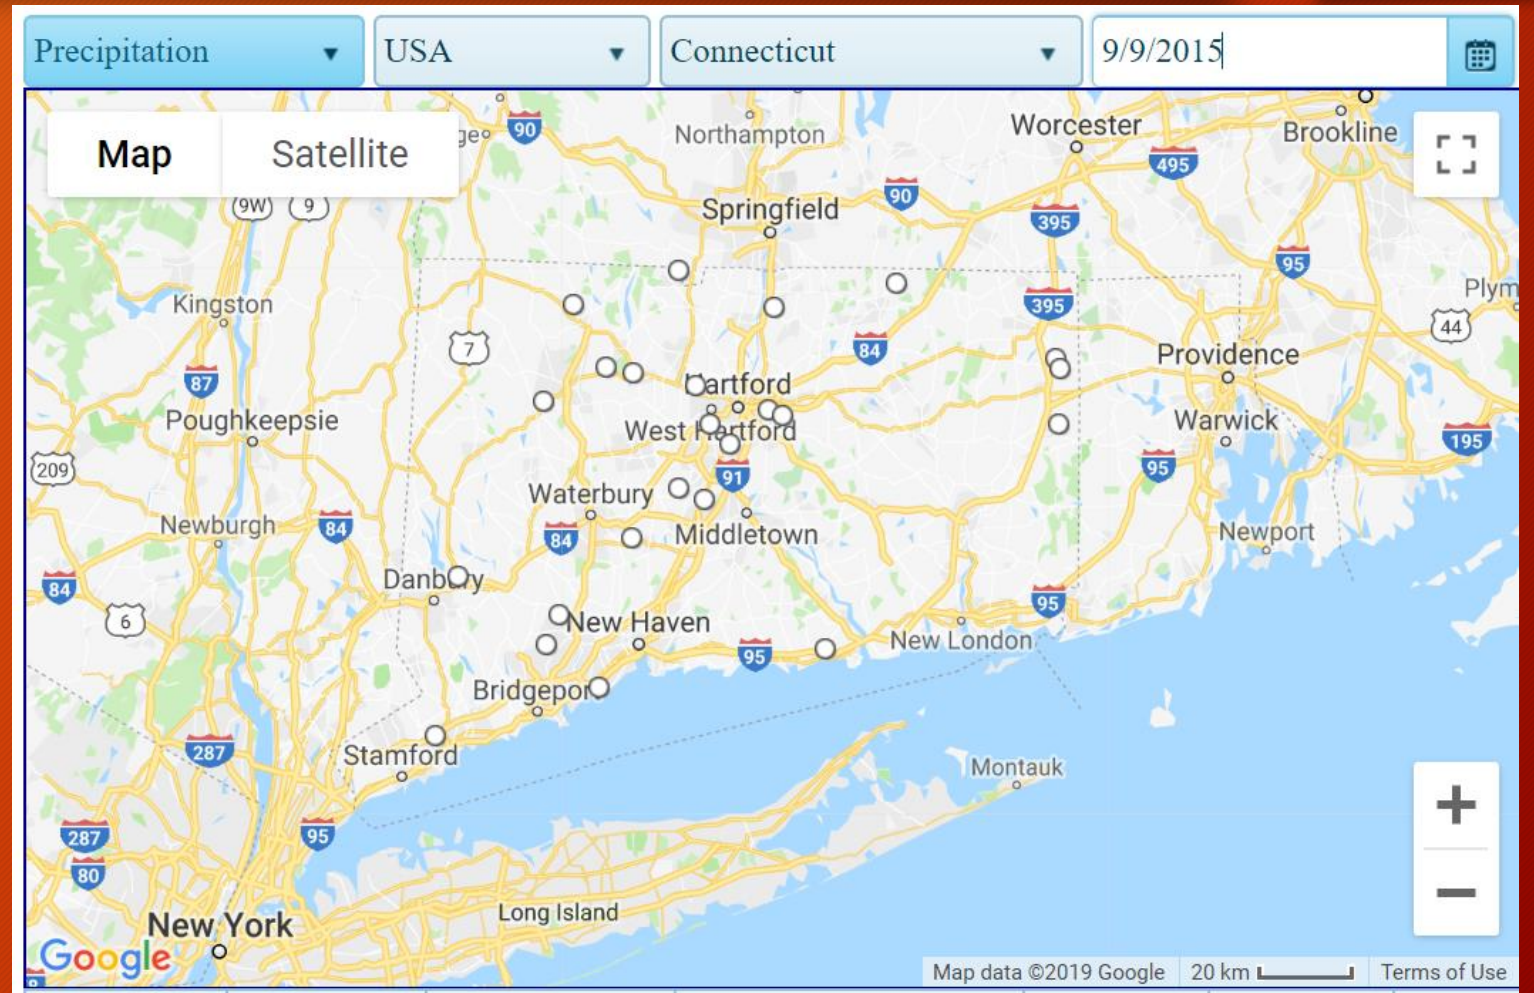 Precipitation
USA
Connecticut
9/9/2015
Map
Satellite
90
Northampton
Worcester
Brookline
495
9W
9
Springfield
90
395
95
Kingston
395
Plym
44
7
84
Providence
87
Hartford
Poughkeepsie
West Hartford
Warwick
195
209
91
95
Waterbury
Newburgh
84
84
Middletown
Newport
84
Danbury
6
95
New Haven
New London
95
Bridgeport
287
Stamford
Montauk
287
95
80
Long Island
New York
Google
Map data ©2019 Google
20 km
Terms of Use